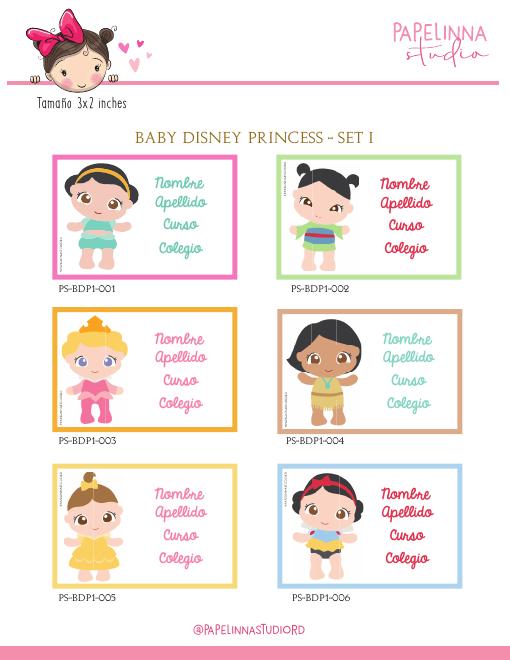 PAPELINNA
studio
Tamaño 3x2 inches
BABY DISNEY PRINCESS - SET I
Nombre
Apellido
Curso
Colegio
PS-BDP1-001
Nombre
Apellido
Curso
Colegio
PS-BDP1-002
Nombre
Apellido
Curso
Colegio
PS-BDP1-003
Nombre
Apellido
Curso
Colegio
PS-BDP1-004
Nombre
Apellido
Curso
Colegio
PS-BDP1-005
Nombre
Apellido
Curso
Colegio
PS-BDP1-006
@PAPELINNASTUDIORD